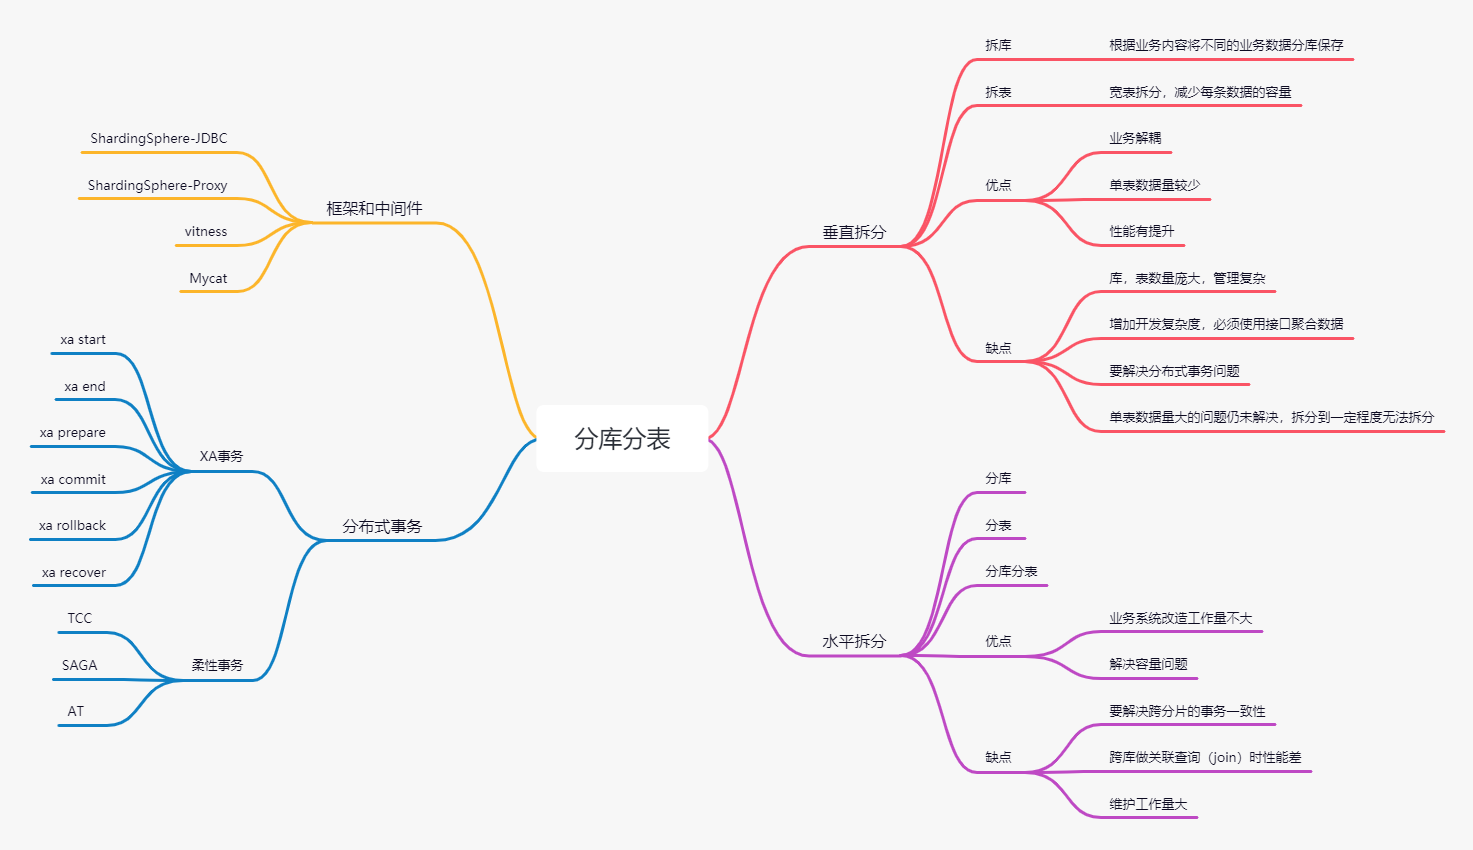 分库分表
垂直拆分
拆库
根据业务内容将不同的业务数据分库保存
拆表
宽表拆分，减少每条数据的容量
优点
业务解耦
单表数据量较少
性能有提升
缺点
库，表数量庞大，管理复杂
增加开发复杂度，必须使用接口聚合数据
要解决分布式事务问题
单表数据量大的问题仍未解决，拆分到一定程度无法拆分
水平拆分
分库
分表
分库分表
优点
业务系统改造工作量不大
解决容量问题
缺点
要解决跨分片的事务一致性
跨库做关联查询（join）时性能差
维护工作量大
框架和中间件
ShardingSphere-JDBC
ShardingSphere-Proxy
vitness
Mycat
分布式事务
XA事务
xa start
xa end
xa prepare
xa commit
xa rollback
xa recover
柔性事务
TCC
SAGA
AT